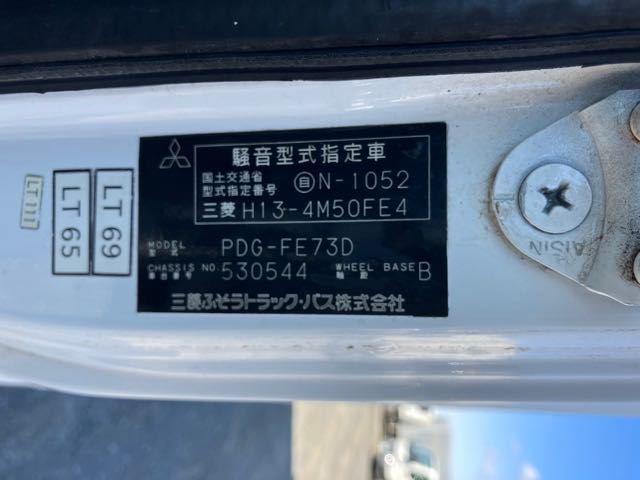 騒音型式指定車
国土交通省
型式指定番号 自N-1052
三菱 H13-4M50FE4
MODEL
型式 PDG-FE73D
CHASSIS NO.
車台番号 530544 WHEEL BASE
軸距 B
三菱ふそうトラック・バス株式会社
LT 69
LT 65
LT 111
AISIN